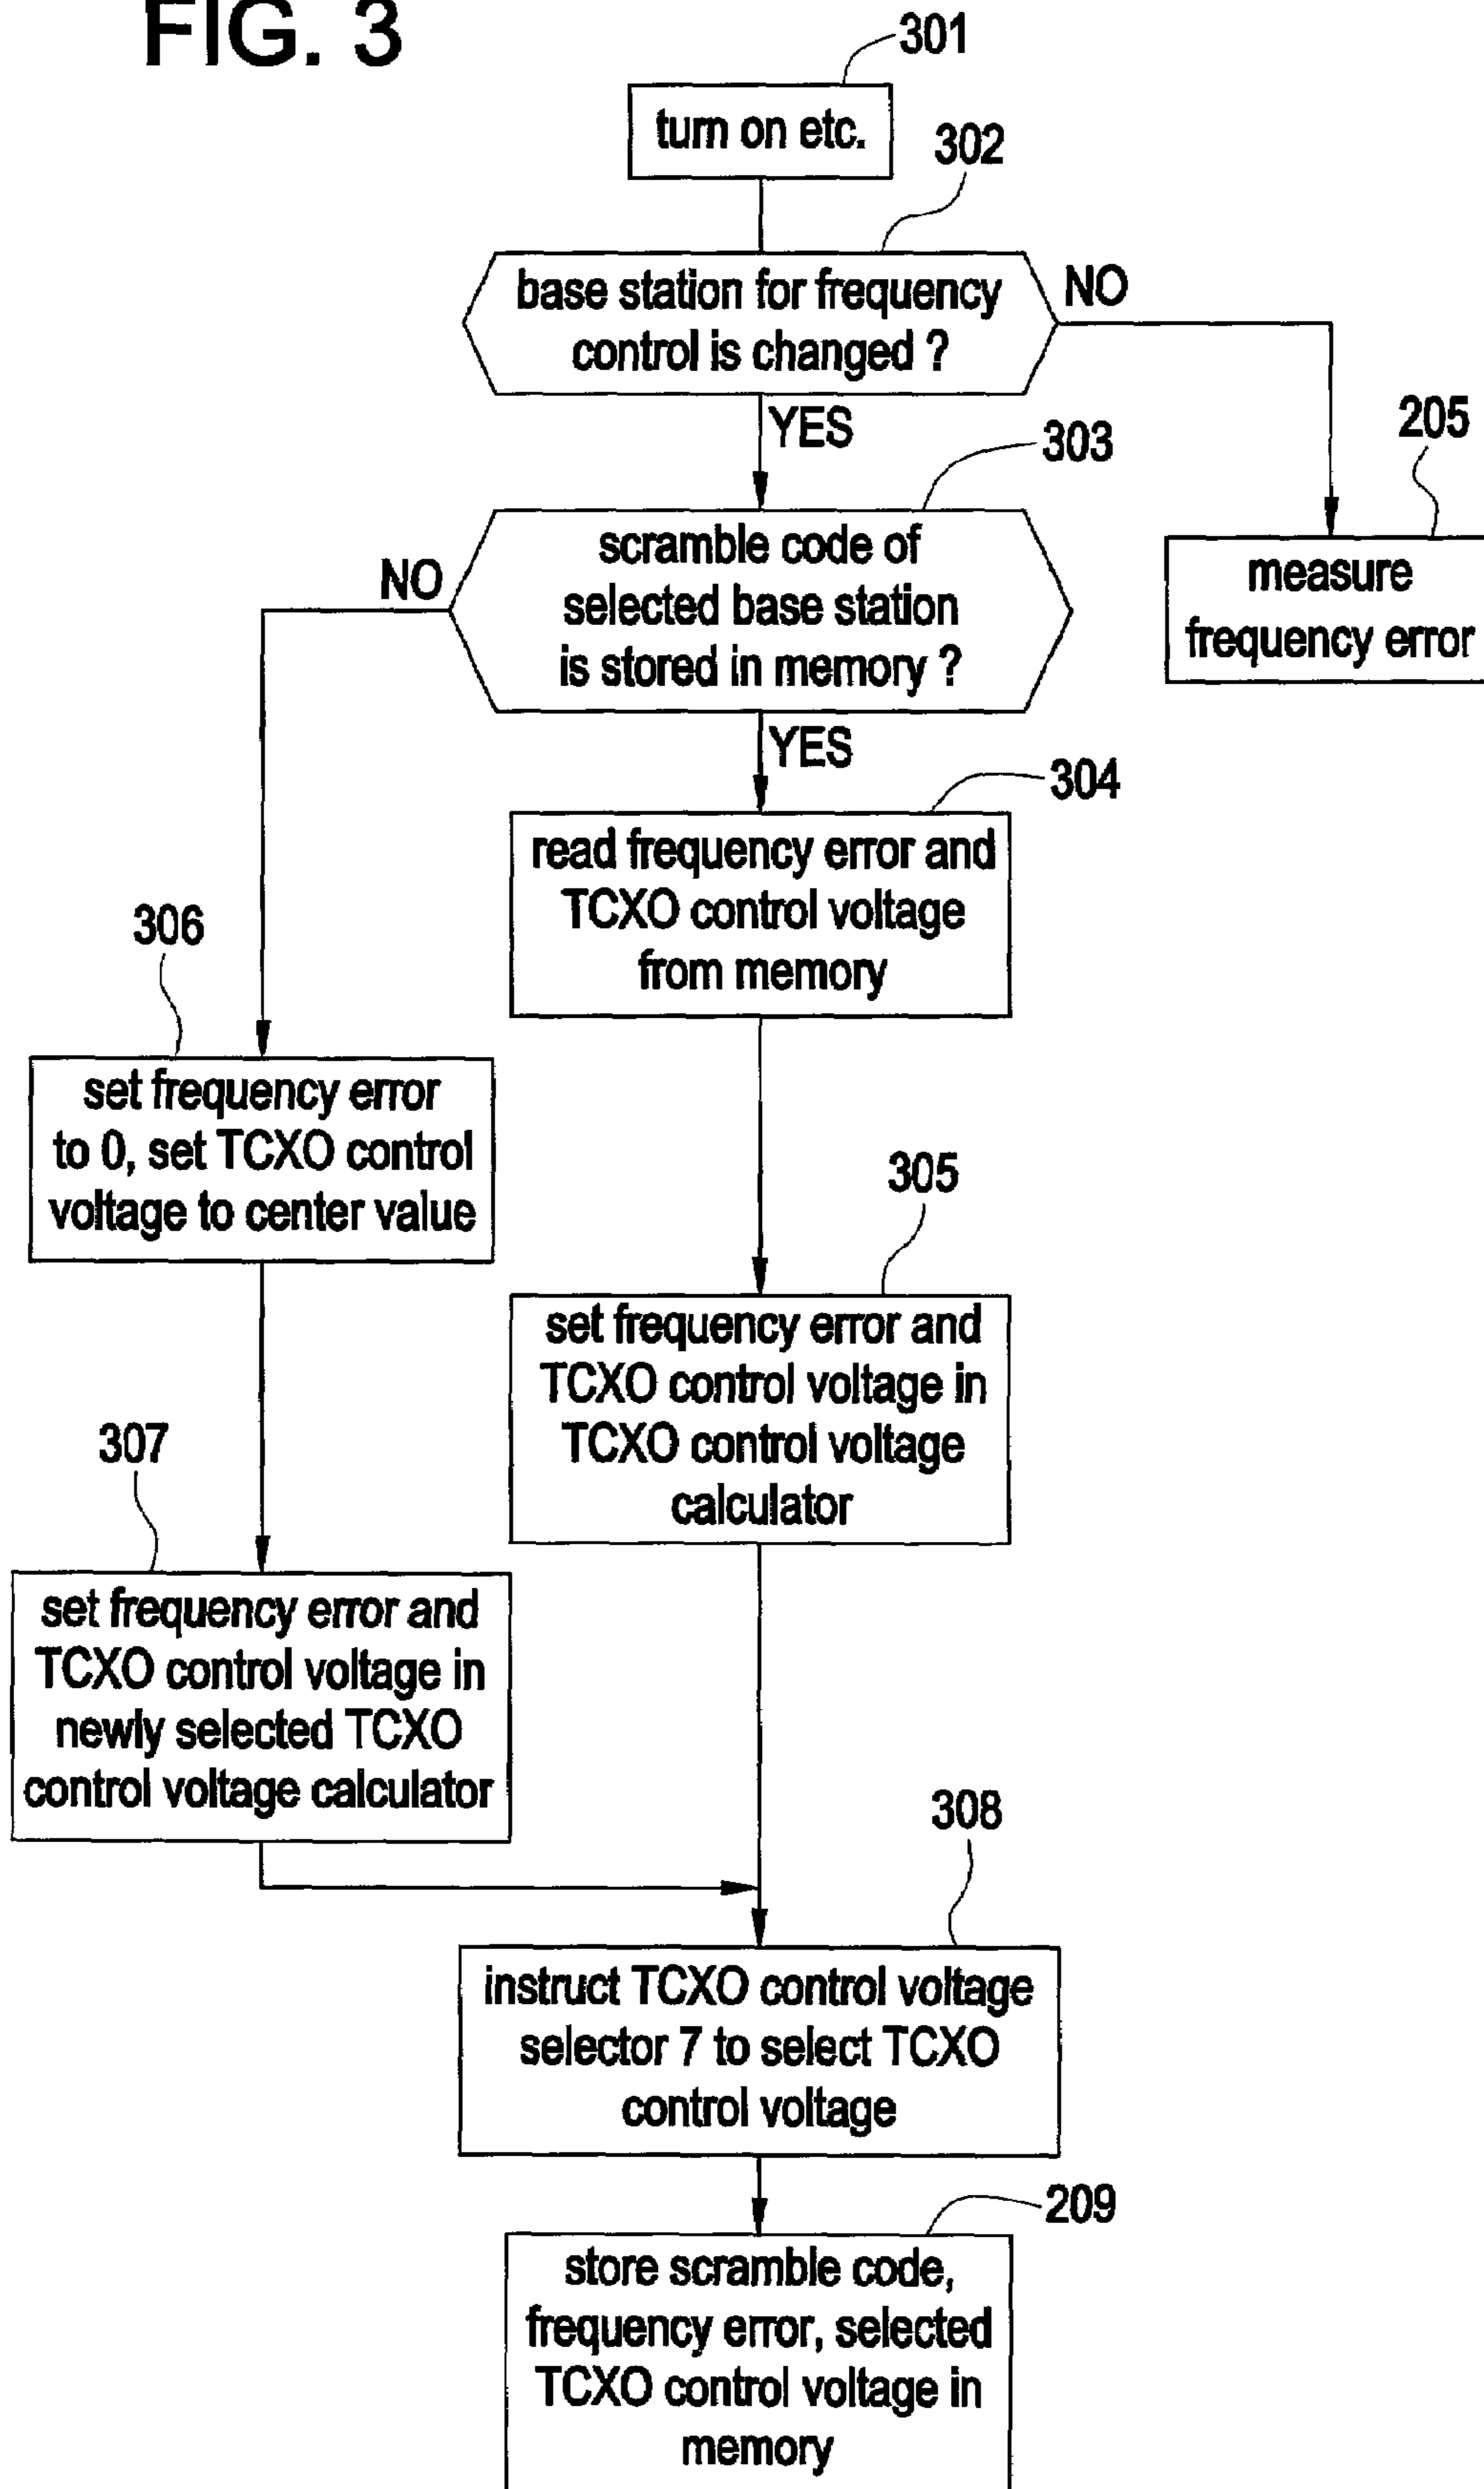 FIG. 3
301
turn on etc.
302
base station for frequency
control is changed ?
NO
YES
205
measure
frequency error
303
scramble code of
selected base station
is stored in memory ?
NO
YES
304
read frequency error and
TCXO control voltage
from memory
306
set frequency error
to 0, set TCXO control
voltage to center value
305
set frequency error and
TCXO control voltage in
TCXO control voltage
calculator
307
set frequency error and
TCXO control voltage in
newly selected TCXO
control voltage calculator
308
instruct TCXO control voltage
selector 7 to select TCXO
control voltage
209
store scramble code,
frequency error, selected
TCXO control voltage in
memory